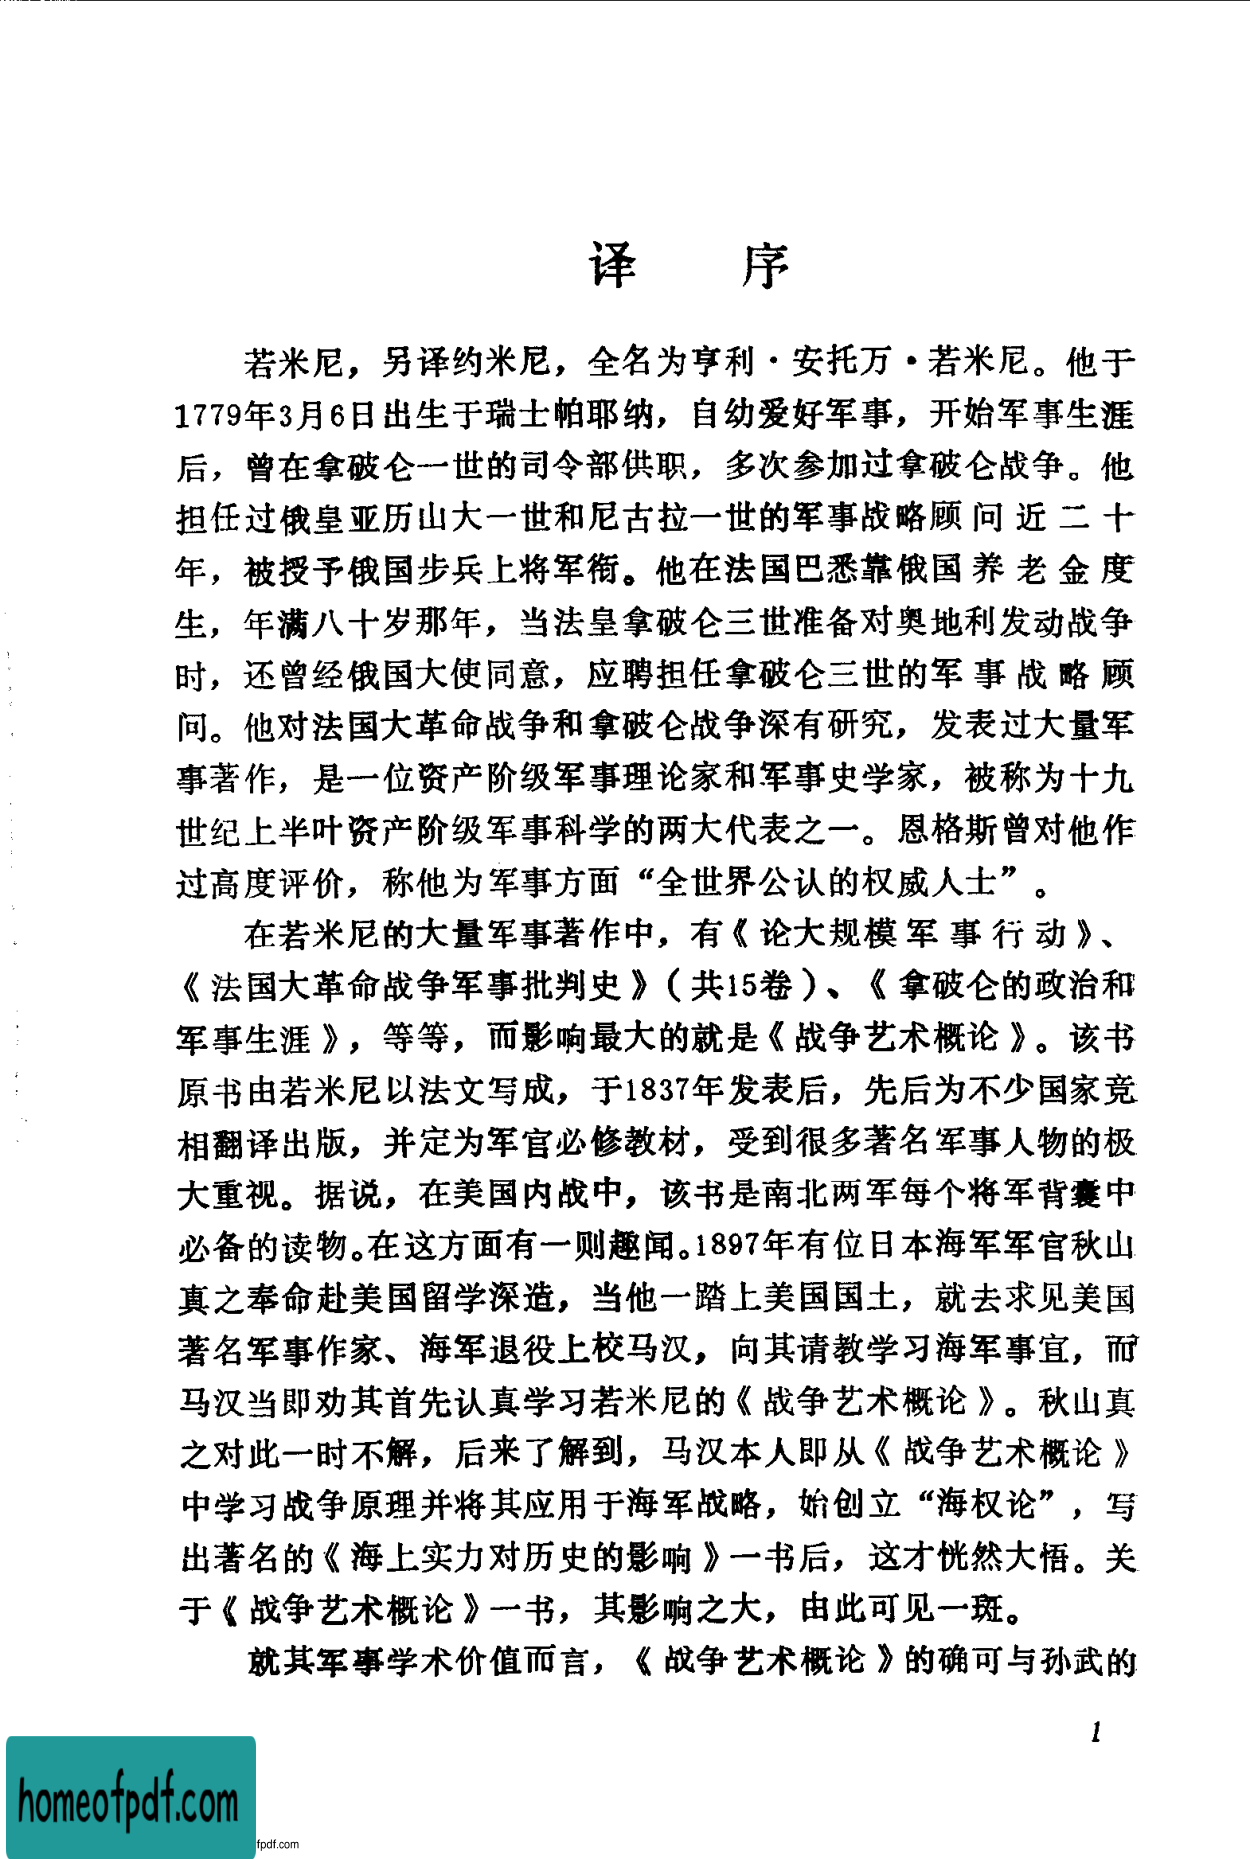 译 序
若米尼，另译约米尼，全名为亨利·安托万·若米尼。他于
1779年3月6日出生于瑞士帕耶纳，自幼爱好军事，开始军事生涯
后，曾在拿破仑一世的司令部供职，多次参加过拿破仑战争。他
担任过俄皇亚历山大一世和尼古拉一世的军事战略顾问近二十
年，被授予俄国步兵上将军衔。他在法国巴悉靠俄国养老金度
生，年满八十岁那年，当法皇拿破仑三世准备对奥地利发动战争
时，还曾经俄国大使同意，应聘担任拿破仑三世的军事战略顾
问。他对法国大革命战争和拿破仑战争深有研究，发表过大量军
事著作，是一位资产阶级军事理论家和军事史学家，被称为十九
世纪上半叶资产阶级军事科学的两大代表之一。恩格斯曾对他作
过高度评价，称他为军事方面“全世界公认的权威人士”。
在若米尼的大量军事著作中，有《论大规模军事行动》、
《法国大革命战争军事批判史》（共15卷）、《拿破仑的政治和
军事生涯》，等等，而影响最大的就是《战争艺术概论》。该书
原书由若米尼以法文写成，于1837年发表后，先后为不少国家竞
相翻译出版，并定为军官必修教材，受到很多著名军事人物的极
大重视。据说，在美国内战中，该书是南北两军每个将军背囊中
必备的读物。在这方面有一则趣闻。1897年有位日本海军军官秋山
真之奉命赴美国留学深造，当他一踏上美国国土，就去求见美国
著名军事作家、海军退役上校马汉，向其请教学习海军事宜，而
马汉当即劝其首先认真学习若米尼的《战争艺术概论》。秋山真
之对此一时不解，后来了解到，马汉本人即从《战争艺术概论》
中学习战争原理并将其应用于海军战略，始创立“海权论”，写
出著名的《海上实力对历史的影响》一书后，这才恍然大悟。关
于《战争艺术概论》一书，其影响之大，由此可见一斑。
就其军事学术价值而言，《战争艺术概论》的确可与孙武的
1
homeofpdf.com
fpdf.com